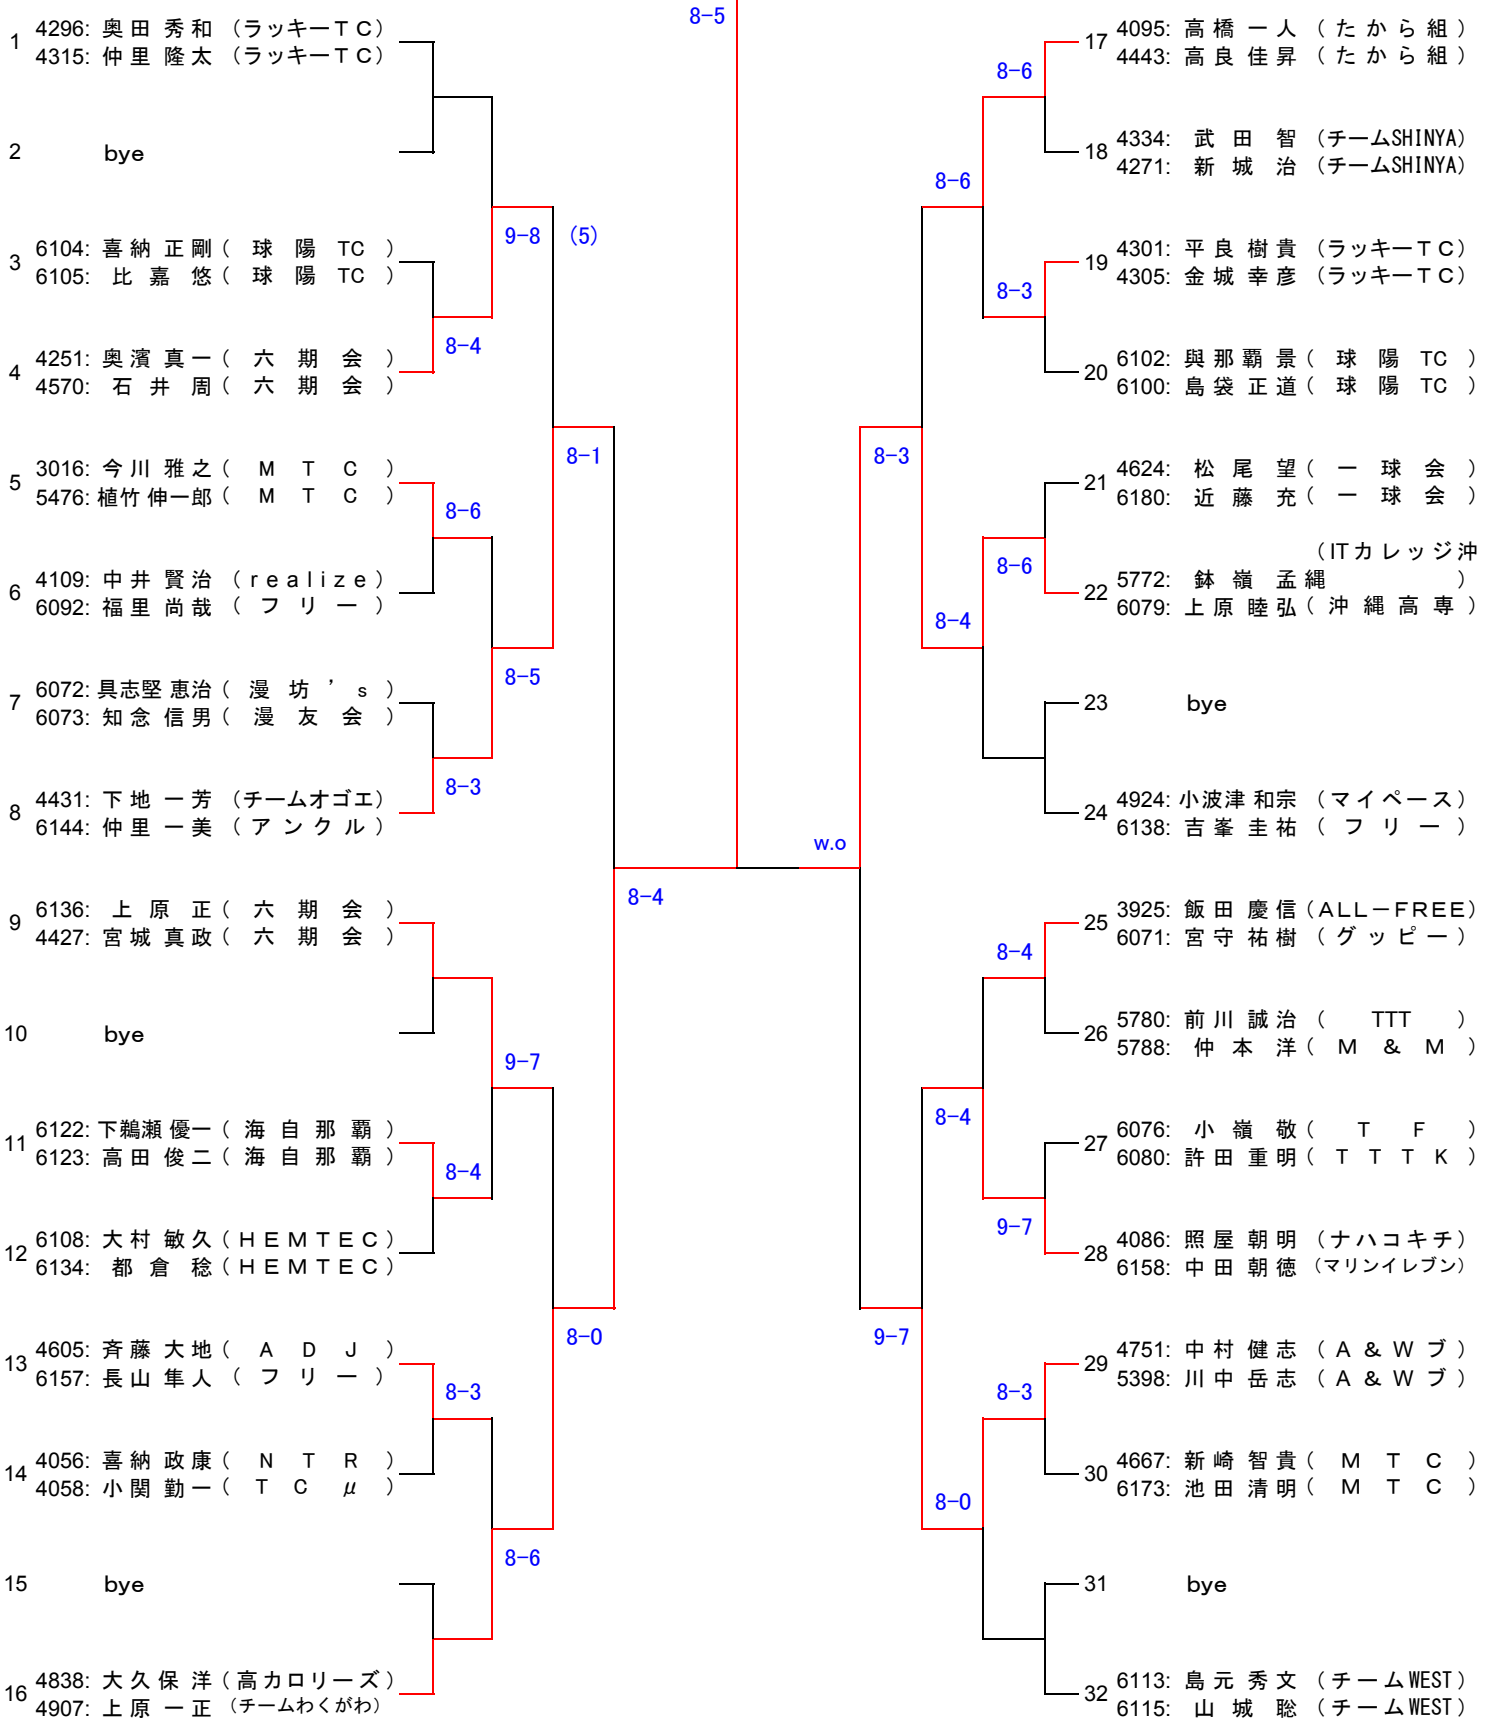 8-5
1
4296: 奥田 秀和 (ラッキーTC)
4315: 仲里 隆太 (ラッキーTC)
2 bye
9-8 (5)
3
6104: 喜納 正剛 ( 球 陽 TC )
6105: 比嘉 悠 ( 球 陽 TC )
8-4
4
4251: 奥濱 真一 ( 六 期 会 )
4570: 石井 周 ( 六 期 会 )
8-1
5
3016: 今川 雅之 ( M T C )
5476: 植竹 伸一郎 ( M T C )
8-6
6
4109: 中井 賢治 (realize)
6092: 福里 尚哉 ( フリー )
8-5
7
6072: 具志堅 恵治 ( 漫 坊 ’ s )
6073: 知念 信男 ( 漫 友 会 )
8-3
8
4431: 下地 一芳 (チームオゴエ)
6144: 仲里 一美 (アンクル)
8-4
9
6136: 上原 正 ( 六 期 会 )
4427: 宮城 真政 ( 六 期 会 )
10 bye
9-7
11
6122: 下鵜瀬 優一 ( 海 自 那 覇 )
6123: 高田 俊二 ( 海 自 那 覇 )
8-4
12
6108: 大村 敏久 (HEMTEC)
6134: 都倉 稔 (HEMTEC)
8-0
13
4605: 斉藤 大地 ( A D J )
6157: 長山 隼人 ( フリー )
8-3
14
4056: 喜納 政康 ( N T R )
4058: 小関 勤一 ( T C μ )
8-6
15 bye
16
4838: 大久保 洋 (高カロリーズ)
4907: 上原 一正 (チームわくがわ)
w.o
17
4095: 高橋 一人 ( たから組 )
4443: 高良 佳昇 ( たから組 )
8-6
18
4334: 武田 智 (チームSHINYA)
4271: 新城 治 (チームSHINYA)
8-6
19
4301: 平良 樹貴 (ラッキーTC)
4305: 金城 幸彦 (ラッキーTC)
8-3
20
6102: 與那覇 景 ( 球 陽 TC )
6100: 島袋 正道 ( 球 陽 TC )
8-3
21
4624: 松尾 望 ( 一 球 会 )
6180: 近藤 充 ( 一 球 会 )
8-6
22
(ITカレッジ沖
5772: 鉢嶺 孟縄 )
6079: 上原 睦弘 ( 沖 縄 高 専 )
8-4
23 bye
24
4924: 小波津 和宗 (マイペース)
6138: 吉峯 圭祐 ( フリー )
25
3925: 飯田 慶信 (ALL-FREE)
6071: 宮守 祐樹 (グッピー)
8-4
26
5780: 前川 誠治 ( TTT )
5788: 仲本 洋 ( M & M )
8-4
27
6076: 小嶺 敬 ( T F )
6080: 許田 重明 ( T T T K )
9-7
28
4086: 照屋 朝明 (ナハコキチ)
6158: 中田 朝徳 (マリンイレブン)
9-7
29
4751: 中村 健志 (A&Wブ)
5398: 川中 岳志 (A&Wブ)
8-3
30
4667: 新崎 智貴 ( M T C )
6173: 池田 清明 ( M T C )
8-0
31 bye
32
6113: 島元 秀文 (チームWEST)
6115: 山城 聡 (チームWEST)